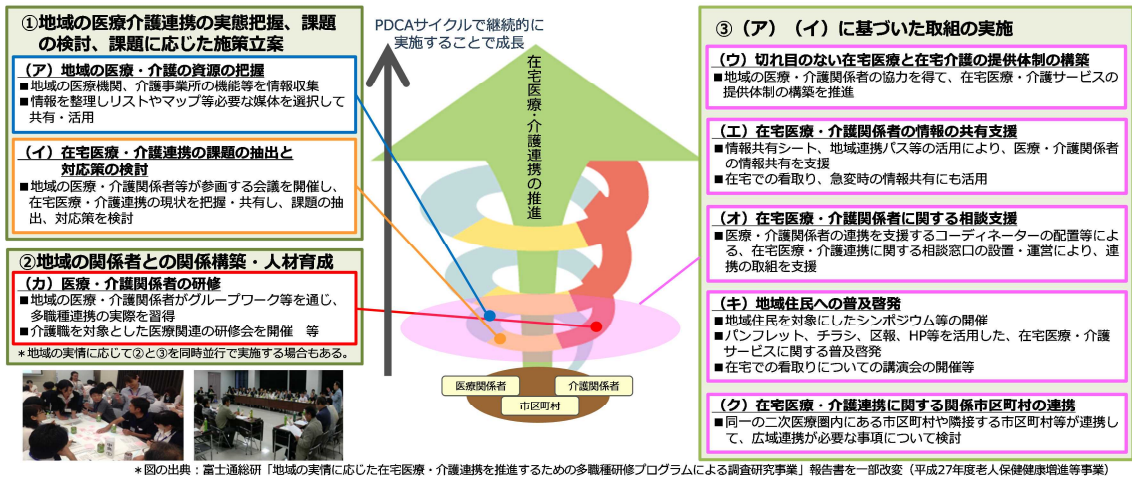 ①地域の医療介護連携の実態把握、課題
の検討、課題に応じた施策立案
（ア）地域の医療・介護の資源の把握
■地域の医療機関、介護事業所の機能等を情報収集
■情報を整理しリストやマップ等必要な媒体を選択して
共有・活用
（イ）在宅医療・介護連携の課題の抽出と
対応策の検討
■地域の医療・介護関係者等が参画する会議を開催し、
在宅医療・介護連携の現状を把握・共有し、課題の抽
出、対応策を検討
②地域の関係者との関係構築・人材育成
（カ）医療・介護関係者の研修
■地域の医療・介護関係者がグループワーク等を通じ、
多職種連携の実際を習得
■介護職を対象とした医療関連の研修会を開催　等
＊地域の実情に応じて②と③を同時並行で実施する場合もある。
PDCAサイクルで継続的に
実施することで成長
在宅医療・介護連携の推進
医療関係者
介護関係者
市区町村
③（ア）（イ）に基づいた取組の実施
（ウ）切れ目のない在宅医療と在宅介護の提供体制の構築
■地域の医療・介護関係者の協力を得て、在宅医療・介護サービスの
提供体制の構築を推進
（エ）在宅医療・介護関係者の情報の共有支援
■情報共有シート、地域連携パス等の活用により、医療・介護関係者
の情報共有を支援
■在宅での看取り、急変時の情報共有にも活用
（オ）在宅医療・介護関係者に関する相談支援
■医療・介護関係者の連携を支援するコーディネーターの配置等によ
る、在宅医療・介護連携に関する相談窓口の設置・運営により、連
携の取組を支援
（キ）地域住民への普及啓発
■地域住民を対象にしたシンポジウム等の開催
■パンフレット、チラシ、区報、HP等を活用した、在宅医療・介護
サービスに関する普及啓発
■在宅での看取りについての講演会の開催等
（ク）在宅医療・介護連携に関する関係市区町村の連携
■同一の二次医療圏内にある市区町村や隣接する市区町村等が連携し
て、広域連携が必要な事項について検討
＊図の出典：富士通総研「地域の実情に応じた在宅医療・介護連携を推進するための多職種研修プログラムによる調査研究事業」報告書を一部改変（平成27年度老人保健健康増進等事業）